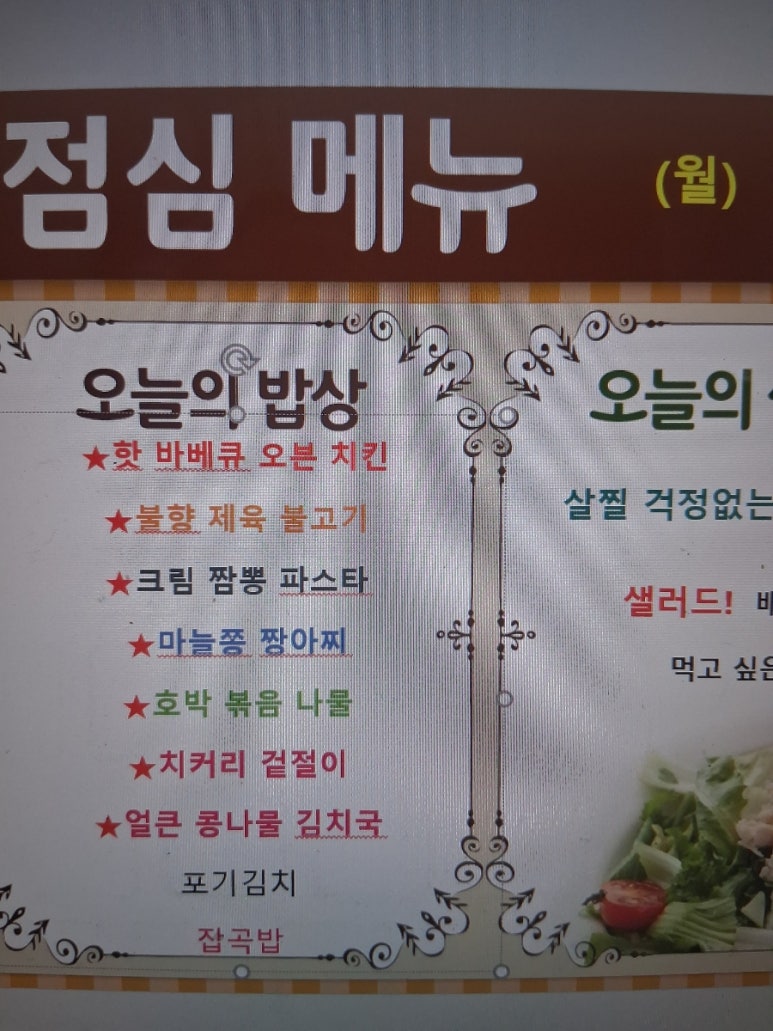 점심 메뉴 (월)
오늘의 밥상
★핫 바베큐 오븐 치킨
★불향 제육 불고기
★크림 짬뽕 파스타
★마늘쫑 짱아찌
★호박 볶음 나물
★치커리 겉절이
★얼큰 콩나물 김치국
포기김치
잡곡밥
오늘의
살찔 걱정없는
샐러드!
먹고 싶은